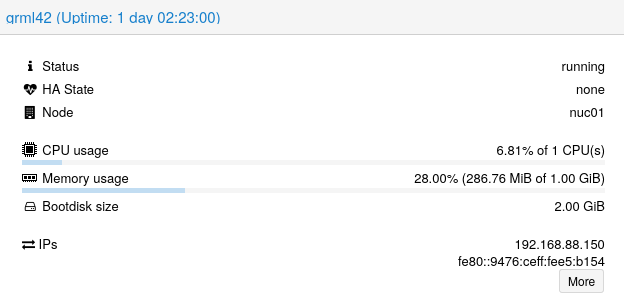 grml42 (Uptime: 1 day 02:23:00)
Status running
HA State none
Node nuc01
CPU usage 6.81% of 1 CPU(s)
Memory usage 28.00% (286.76 MiB of 1.00 GiB)
Bootdisk size 2.00 GiB
IPs 192.168.88.150
fe80::9476:ceff:fee5:b154
More